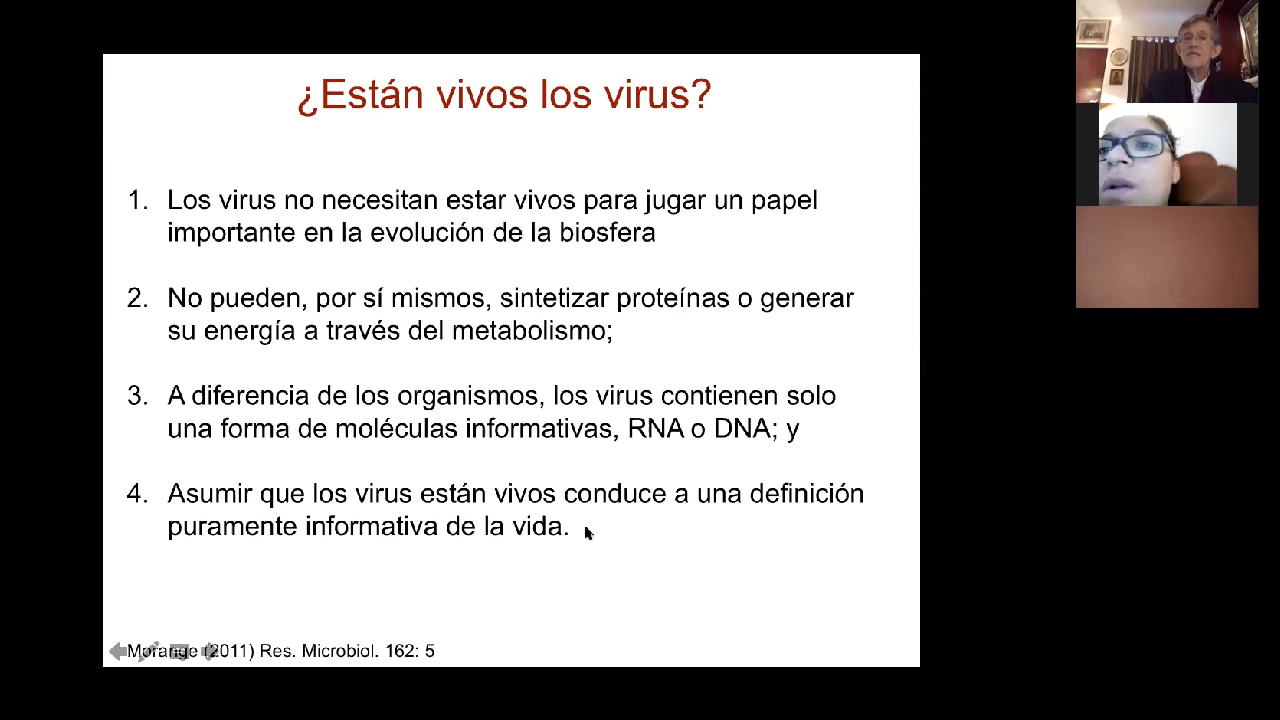 ¿Están vivos los virus?
1. Los virus no necesitan estar vivos para jugar un papel
importante en la evolución de la biosfera
2. No pueden, por sí mismos, sintetizar proteínas o generar
su energía a través del metabolismo;
3. A diferencia de los organismos, los virus contienen solo
una forma de moléculas informativas, RNA o DNA; y
4. Asumir que los virus están vivos conduce a una definición
puramente informativa de la vida.
Morange (2011) Res. Microbiol. 162: 5